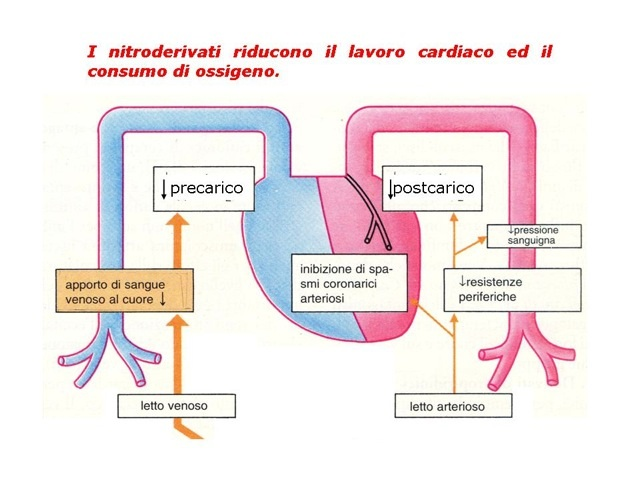 I nitroderivati riducono il lavoro cardiaco ed il
consumo di ossigeno.
↓precarico
↓postcarico
↓pressione
sanguigna
apporto di sangue
venoso al cuore ↓
inibizione di spa-
smi coronarici
arteriosi
↓resistenze
periferiche
letto venoso
letto arterioso